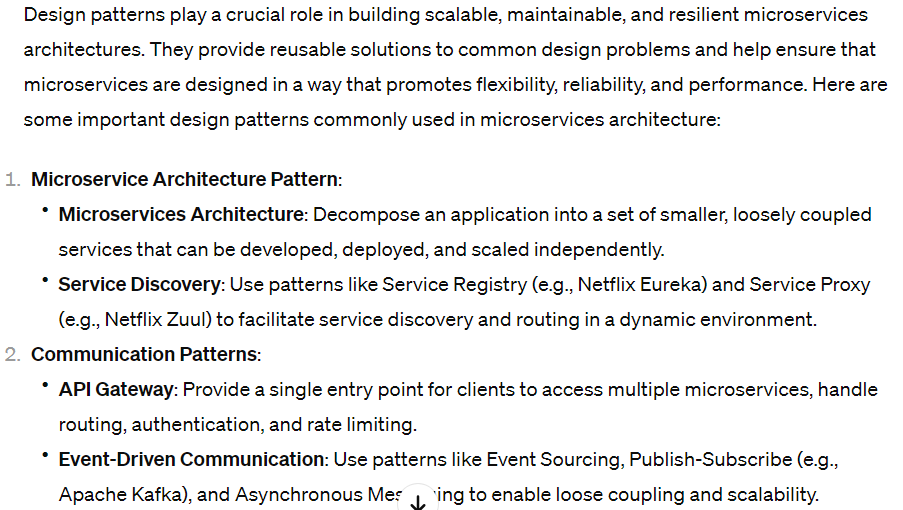 Design patterns play a crucial role in building scalable, maintainable, and resilient microservices
architectures. They provide reusable solutions to common design problems and help ensure that
microservices are designed in a way that promotes flexibility, reliability, and performance. Here are
some important design patterns commonly used in microservices architecture:
1. Microservice Architecture Pattern:
• Microservices Architecture: Decompose an application into a set of smaller, loosely coupled
services that can be developed, deployed, and scaled independently.
• Service Discovery: Use patterns like Service Registry (e.g., Netflix Eureka) and Service Proxy
(e.g., Netflix Zuul) to facilitate service discovery and routing in a dynamic environment.
2. Communication Patterns:
• API Gateway: Provide a single entry point for clients to access multiple microservices, handle
routing, authentication, and rate limiting.
• Event-Driven Communication: Use patterns like Event Sourcing, Publish-Subscribe (e.g.,
Apache Kafka), and Asynchronous to enable loose coupling and scalability.